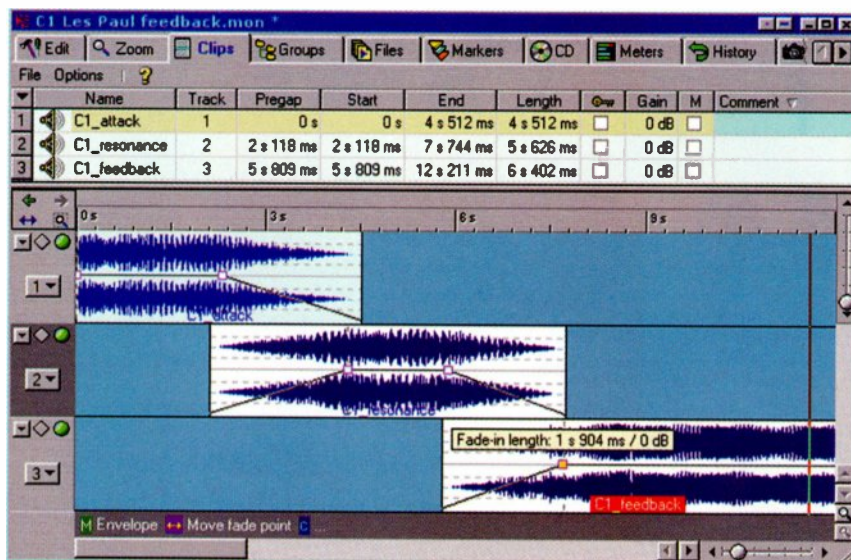 C1 Les Paul feedback.mon *
Edit Zoom Clips Groups Files Markers CD Meters History
File Options
Name Track Pregap Start End Length Gain M Comment
1 C1_attack 1 0 s 0 s 4 s 512 ms 4 s 512 ms 0 dB
2 C1_resonance 2 2 s 118 ms 2 s 118 ms 7 s 744 ms 5 s 626 ms 0 dB
3 C1_feedback 3 5 s 809 ms 5 s 809 ms 12 s 211 ms 6 s 402 ms 0 dB
0 s 3 s 6 s 9 s
1
C1_attack
2
C1_resonance
Fade-in length: 1 s 904 ms / 0 dB
3
C1_feedback
M Envelope Move fade point C ...